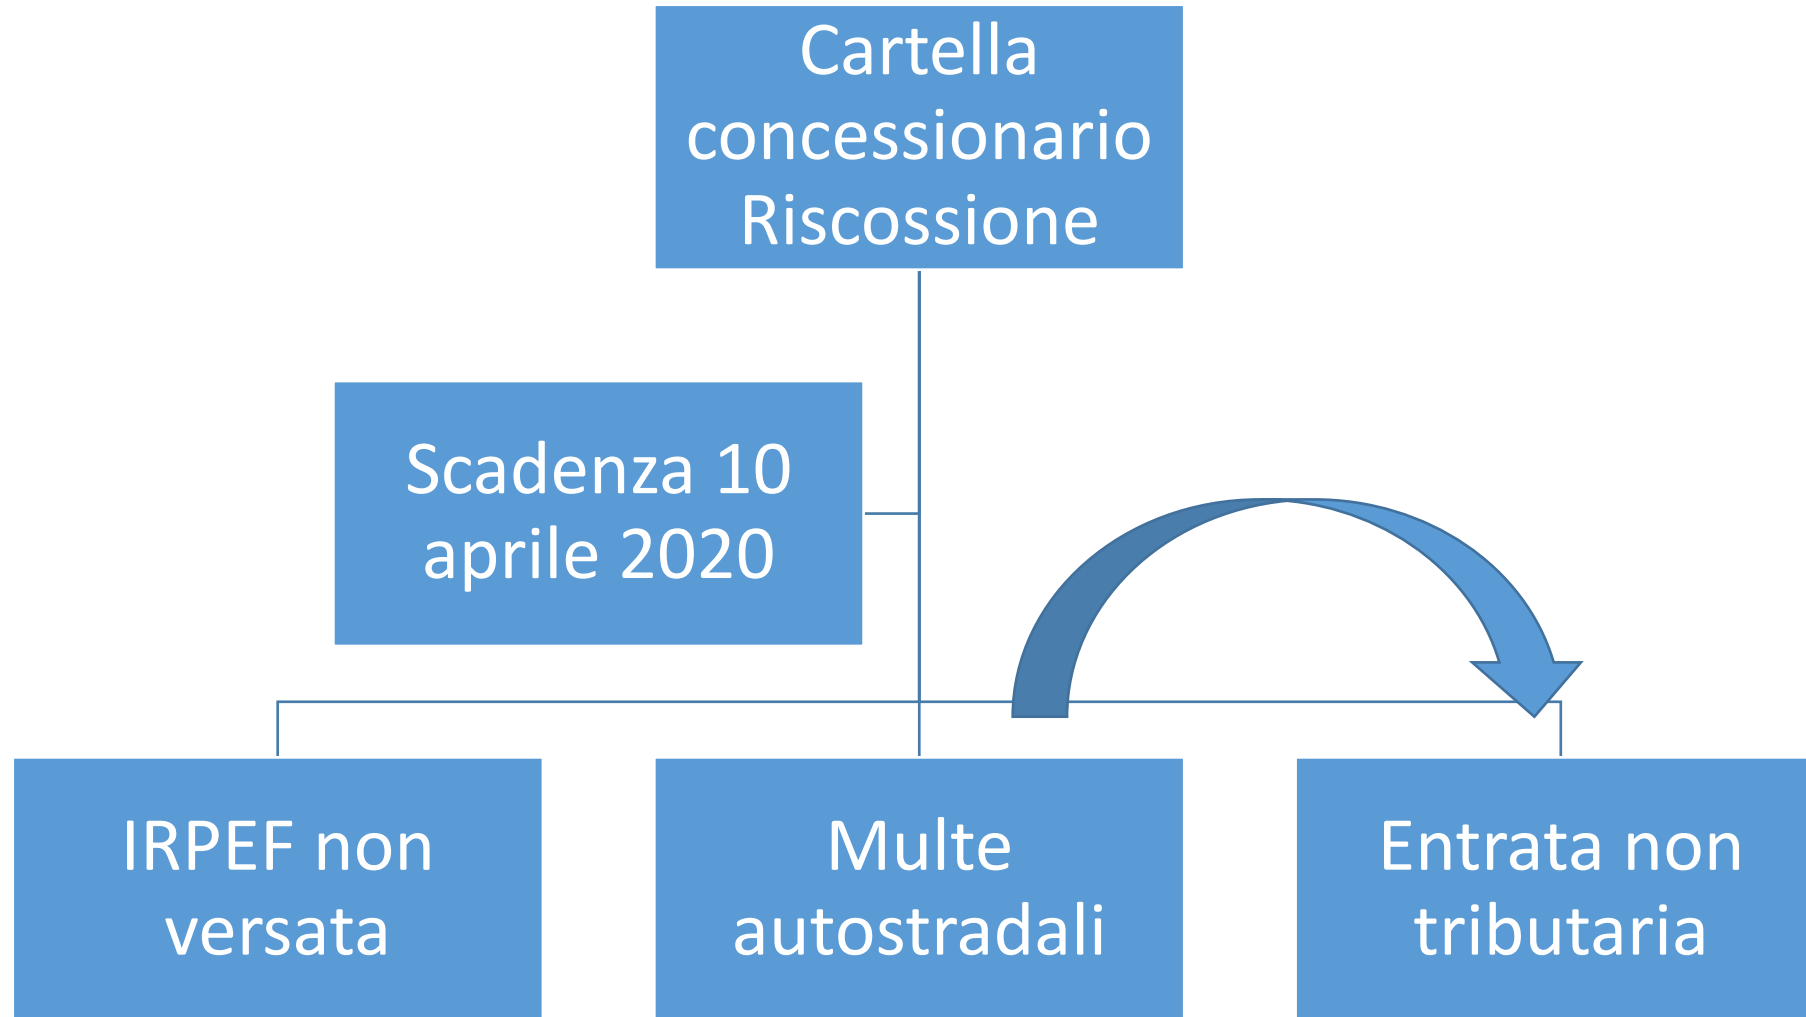 Cartella
concessionario
Riscossione
Scadenza 10
aprile 2020
IRPEF non
versata
Multe
autostradali
Entrata non
tributaria